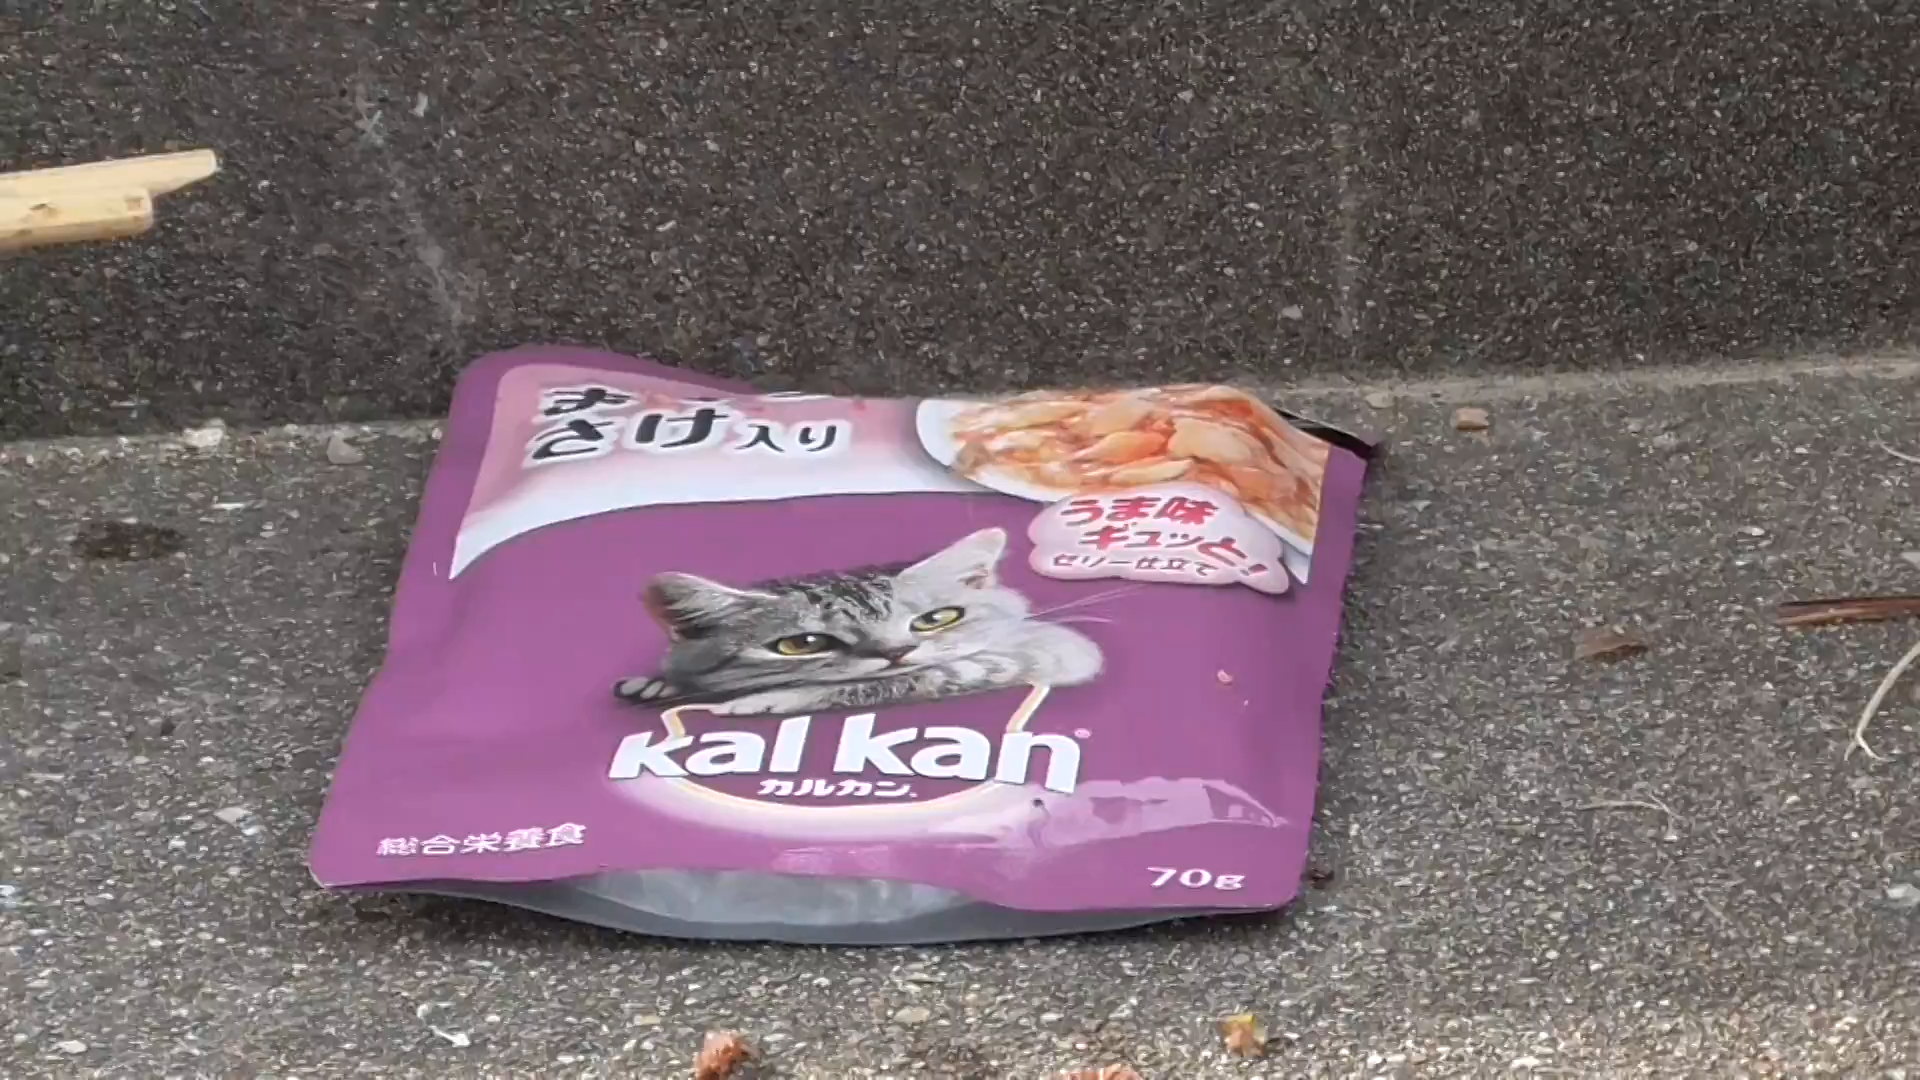 さけ入り
うま味
ギュッと!
ゼリー仕立て
kal kan®
カルカン
総合栄養食
70g